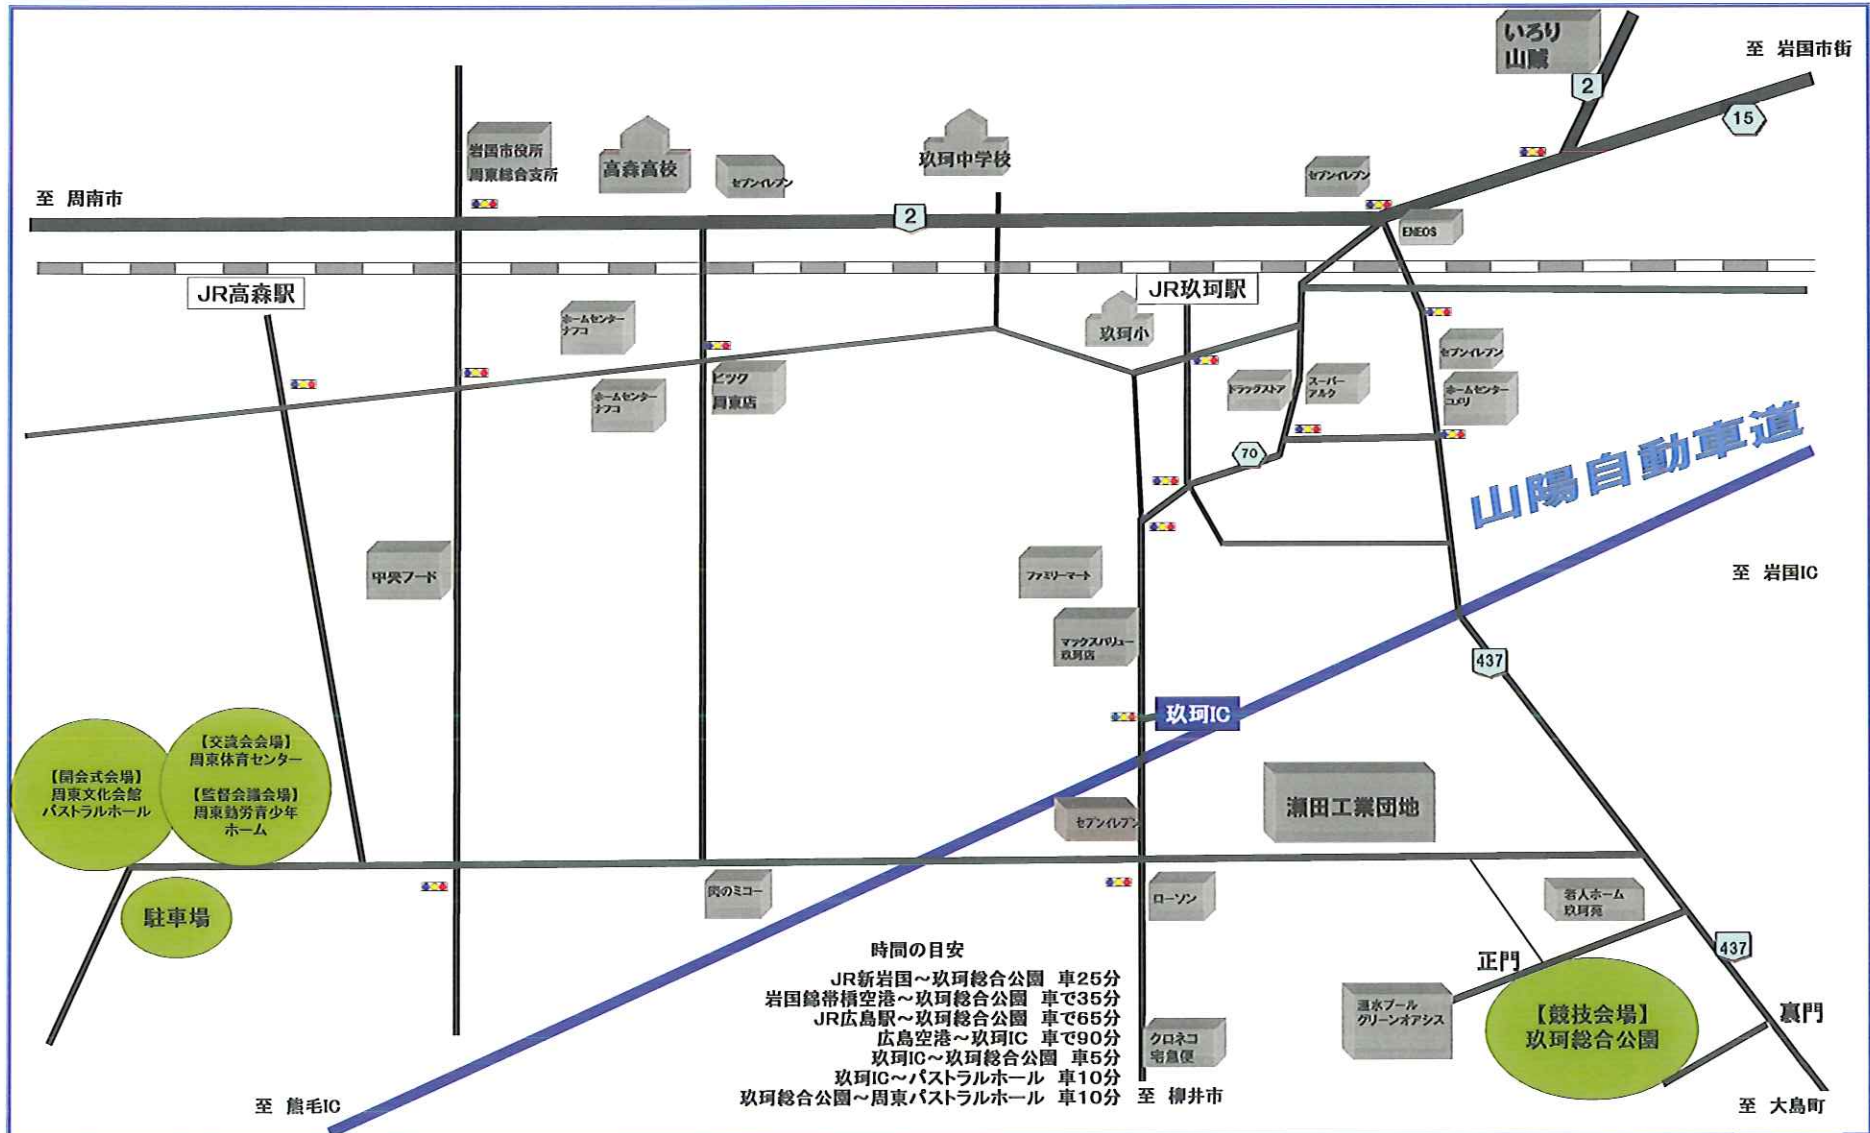 いろり
山賊
至 岩国市街
2
15
岩国市役所
周東総合支所
高森高校
セブンイレブン
玖珂中学校
セブンイレブン
至 周南市
2
ENEOS
JR高森駅
JR玖珂駅
ホームセンター
ナフコ
玖珂小
セブンイレブン
ホームセンター
ナフコ
ビッグ
周東店
ドラッグストア
スーパー
アルク
ホームセンター
コメリ
70
山陽自動車道
中央フード
ファミリーマート
至 岩国IC
マックスバリュー
玖珂店
437
玖珂IC
【開会式会場】
周東文化会館
パストラルホール
【交流会会場】
周東体育センター
【監督会議会場】
周東勤労青少年
ホーム
瀬田工業団地
セブンイレブン
駐車場
肉のミコー
ローソン
老人ホーム
玖珂苑
437
正門
温水プール
グリーンオアシス
【競技会場】
玖珂総合公園
裏門
時間の目安
JR新岩国～玖珂総合公園 車25分
岩国錦帯橋空港～玖珂総合公園 車で35分
JR広島駅～玖珂総合公園 車で65分
広島空港～玖珂IC 車で90分
玖珂IC～玖珂総合公園 車5分
玖珂IC～パストラルホール 車10分
玖珂総合公園～周東パストラルホール 車10分
クロネコ
宅急便
至 柳井市
至 熊毛IC
至 大島町